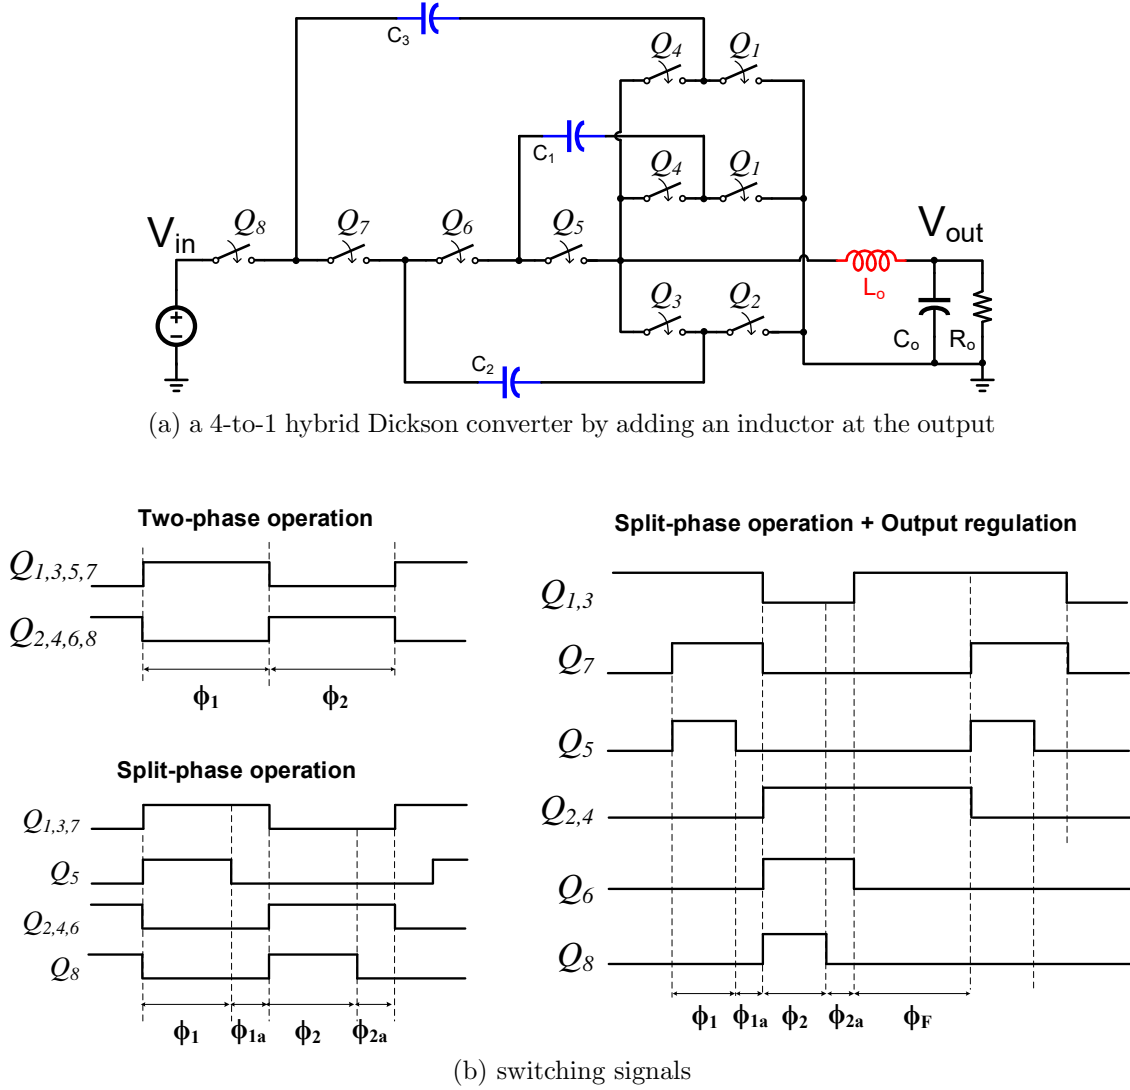 C3
Q4 Q1
C1
Q4 Q1
Vin Q8 Q7 Q6 Q5 Vout
Lo
Q3 Q2
Co Ro
C2
(a) a 4-to-1 hybrid Dickson converter by adding an inductor at the output
Two-phase operation
Q1,3,5,7
Q2,4,6,8
ϕ1 ϕ2
Split-phase operation
Q1,3,7
Q5
Q2,4,6
Q8
ϕ1 ϕ1a ϕ2 ϕ2a
Split-phase operation + Output regulation
Q1,3
Q7
Q5
Q2,4
Q6
Q8
ϕ1 ϕ1a ϕ2 ϕ2a ϕF
(b) switching signals